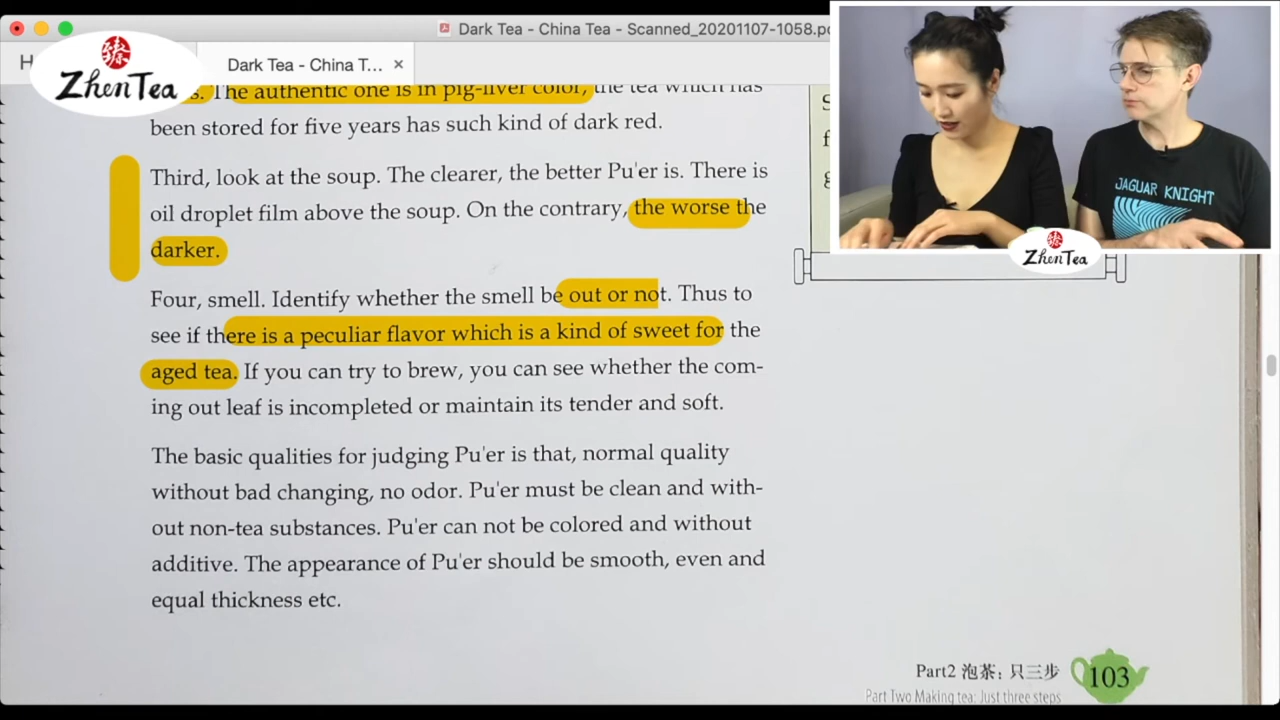 Dark Tea - China Tea - Scanned_20201107-1058.pd
H
Dark Tea - China T... ×
臻
ZhenTea
The authentic one is in pig-liver color, the tea which has
been stored for five years has such kind of dark red.
Third, look at the soup. The clearer, the better Pu'er is. There is
oil droplet film above the soup. On the contrary, the worse the
darker.
Four, smell. Identify whether the smell be out or not. Thus to
see if there is a peculiar flavor which is a kind of sweet for the
aged tea. If you can try to brew, you can see whether the com-
ing out leaf is incompleted or maintain its tender and soft.
The basic qualities for judging Pu'er is that, normal quality
without bad changing, no odor. Pu'er must be clean and with-
out non-tea substances. Pu'er can not be colored and without
additive. The appearance of Pu'er should be smooth, even and
equal thickness etc.
JAGUAR KNIGHT
臻
ZhenTea
Part2 泡茶：只三步
Part Two Making tea: Just three steps
103